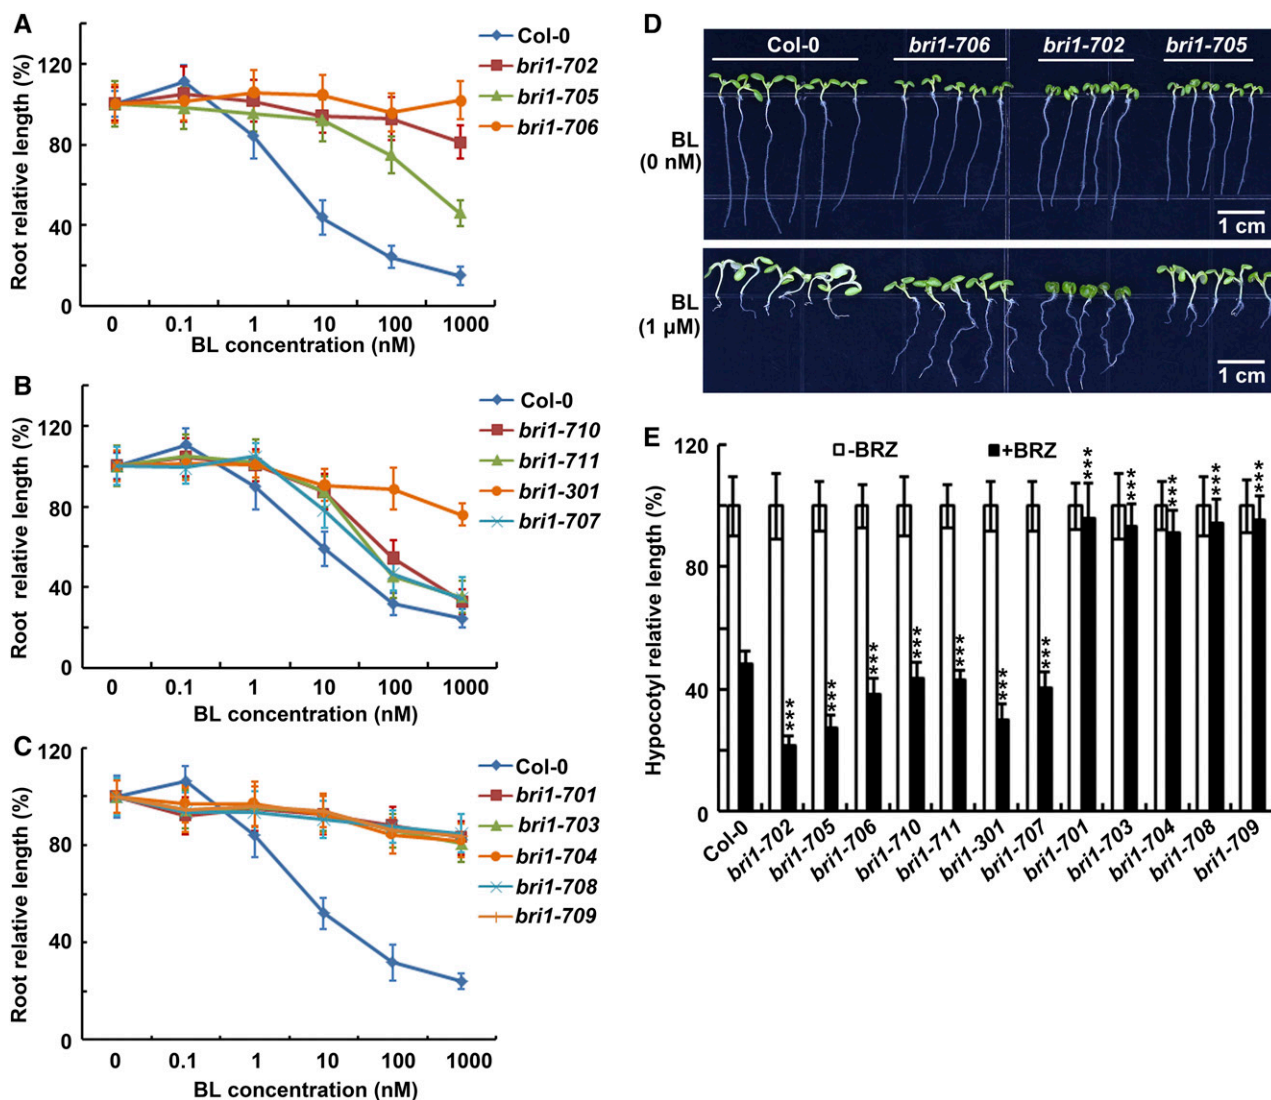 A
Root relative length (%)
120
80
40
0
0 0.1 1 10 100 1000
BL concentration (nM)
Col-0
bri1-702
bri1-705
bri1-706
B
Root relative length (%)
120
80
40
0
0 0.1 1 10 100 1000
BL concentration (nM)
Col-0
bri1-710
bri1-711
bri1-301
bri1-707
C
Root relative length (%)
120
80
40
0
0 0.1 1 10 100 1000
BL concentration (nM)
Col-0
bri1-701
bri1-703
bri1-704
bri1-708
bri1-709
D
Col-0 bri1-706 bri1-702 bri1-705
BL
(0 nM)
1 cm
BL
(1 µM)
1 cm
E
Hypocotyl relative length (%)
120
80
40
0
-BRZ +BRZ
*** *** *** *** *** *** *** *** *** *** *** ***
Col-0 bri1-702 bri1-705 bri1-706 bri1-710 bri1-711 bri1-301 bri1-707 bri1-701 bri1-703 bri1-704 bri1-708 bri1-709